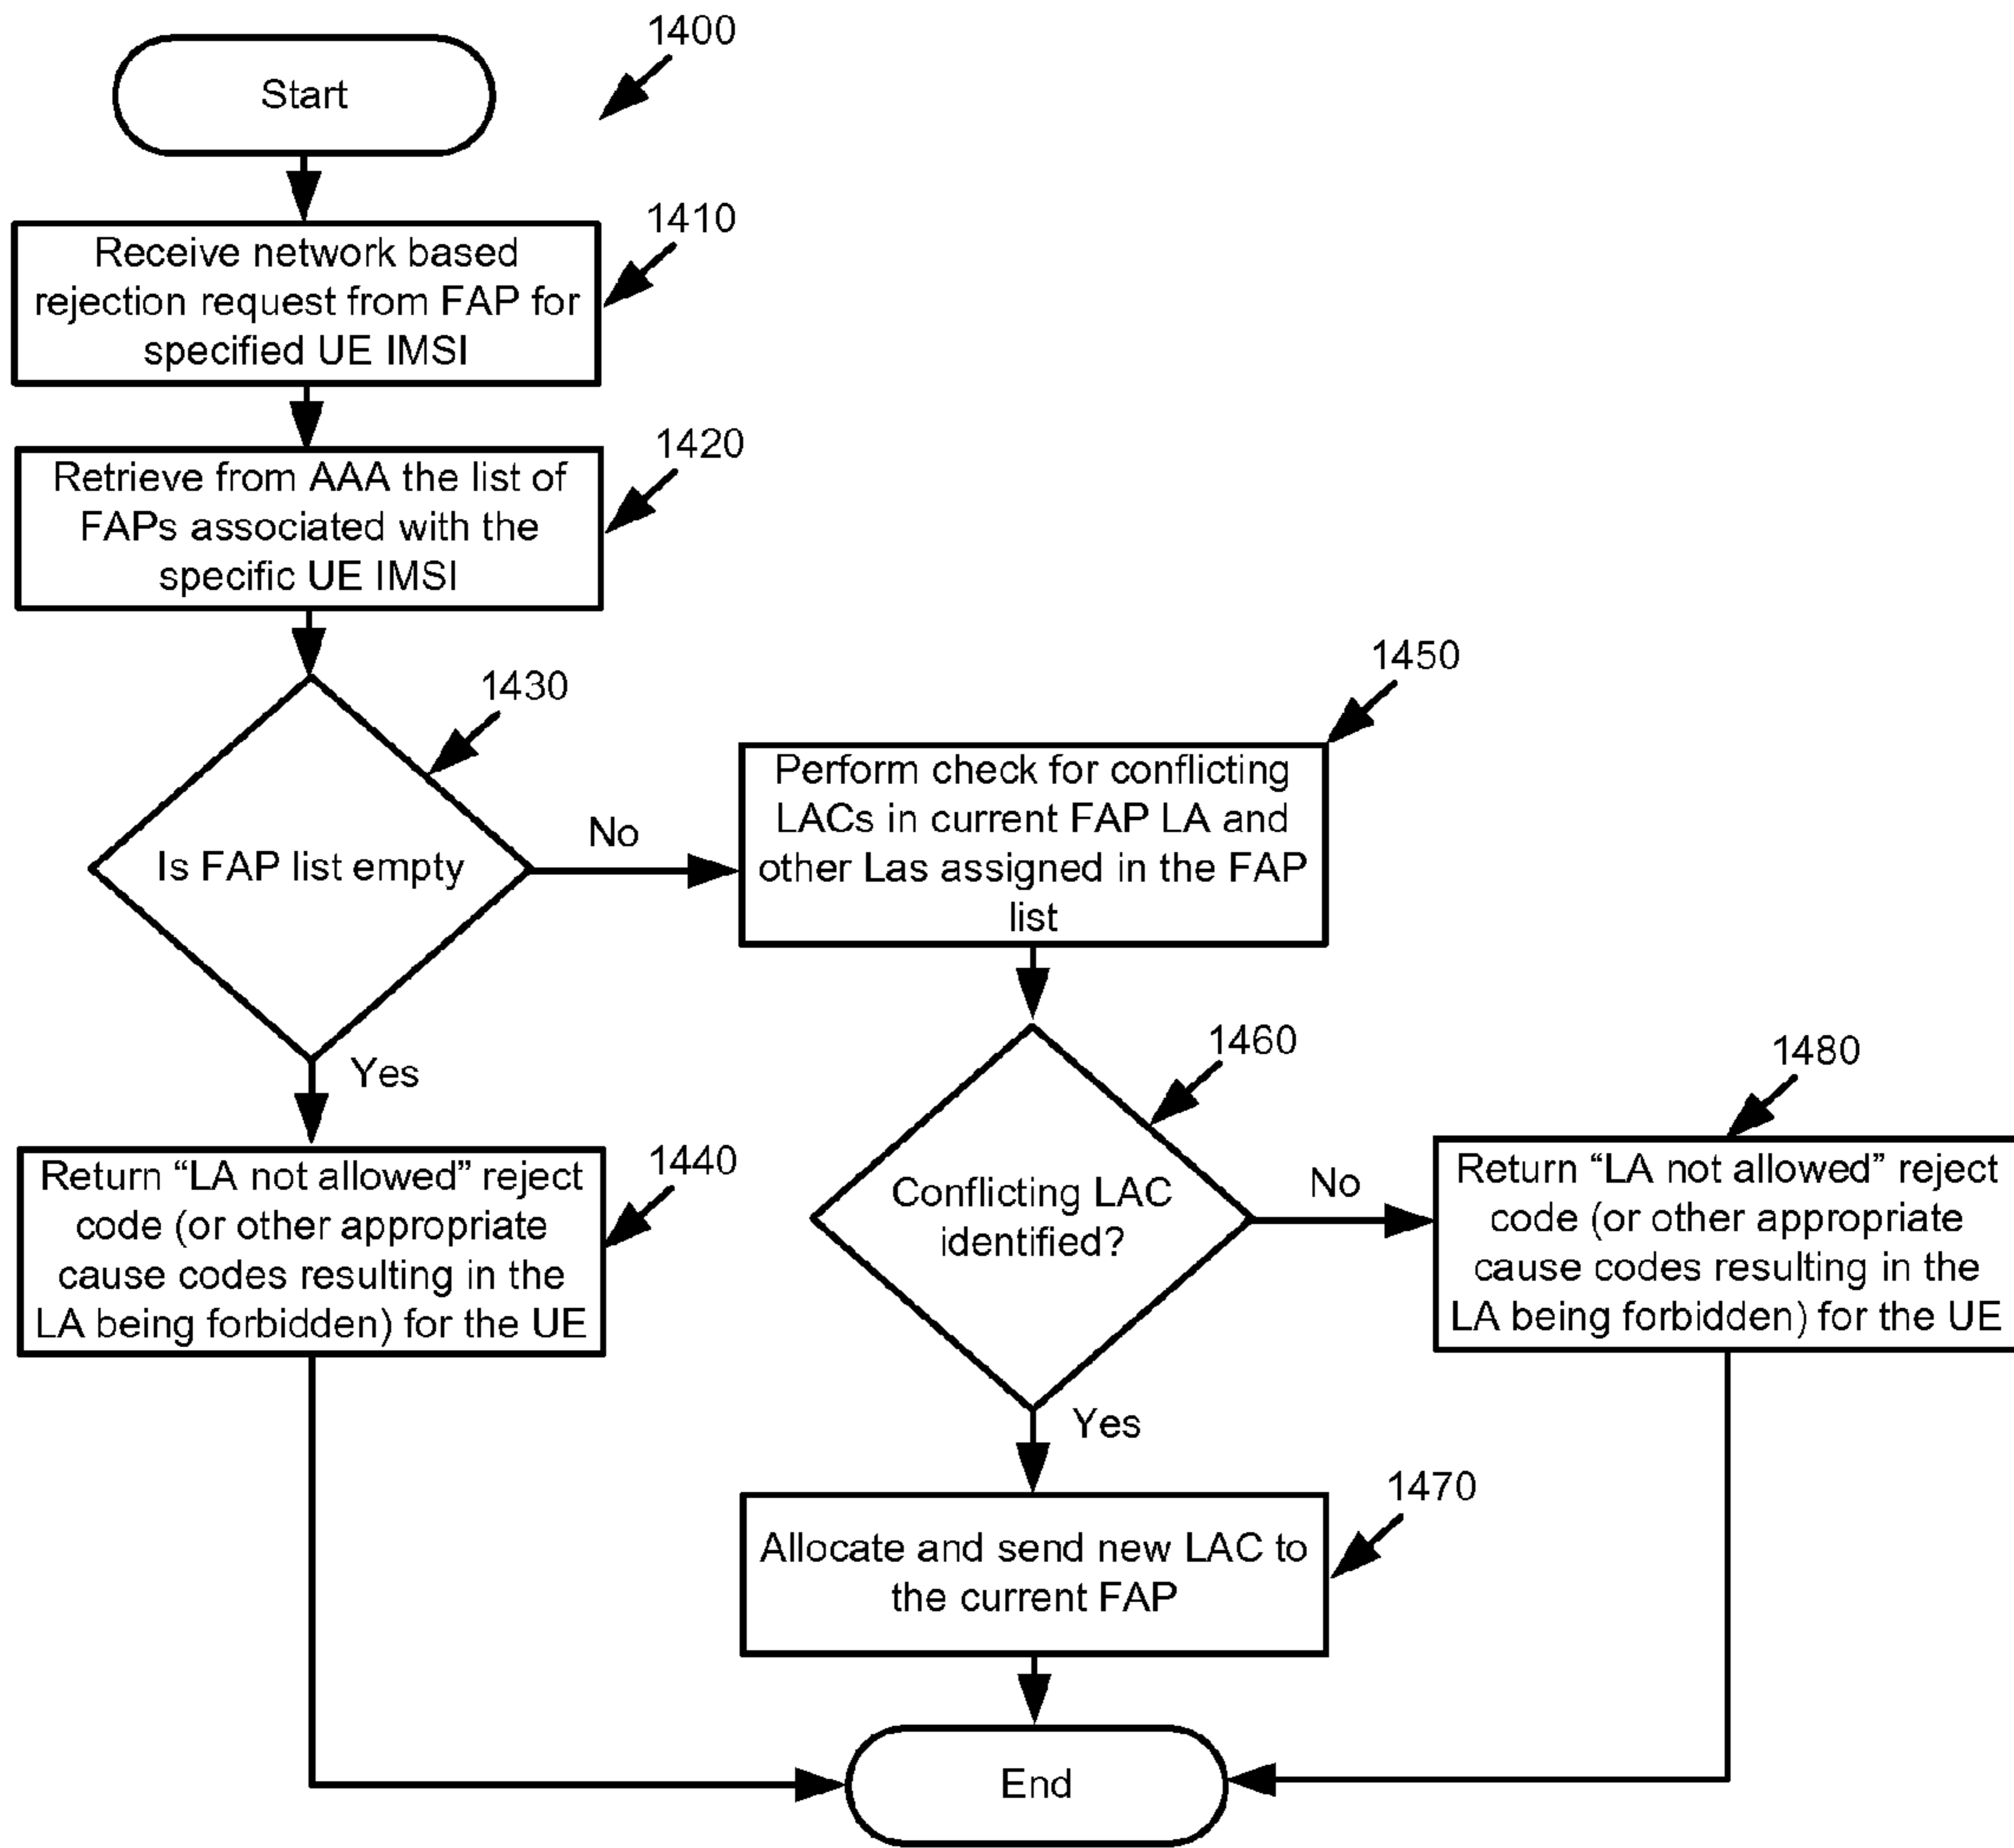 1400
Start
1410
Receive network based
rejection request from FAP for
specified UE IMSI
1420
Retrieve from AAA the list of
FAPs associated with the
specific UE IMSI
1430
Is FAP list empty
No
Yes
1450
Perform check for conflicting
LACs in current FAP LA and
other Las assigned in the FAP
list
1440
Return “LA not allowed” reject
code (or other appropriate
cause codes resulting in the
LA being forbidden) for the UE
1460
Conflicting LAC
identified?
No
Yes
1480
Return “LA not allowed” reject
code (or other appropriate
cause codes resulting in the
LA being forbidden) for the UE
1470
Allocate and send new LAC to
the current FAP
End